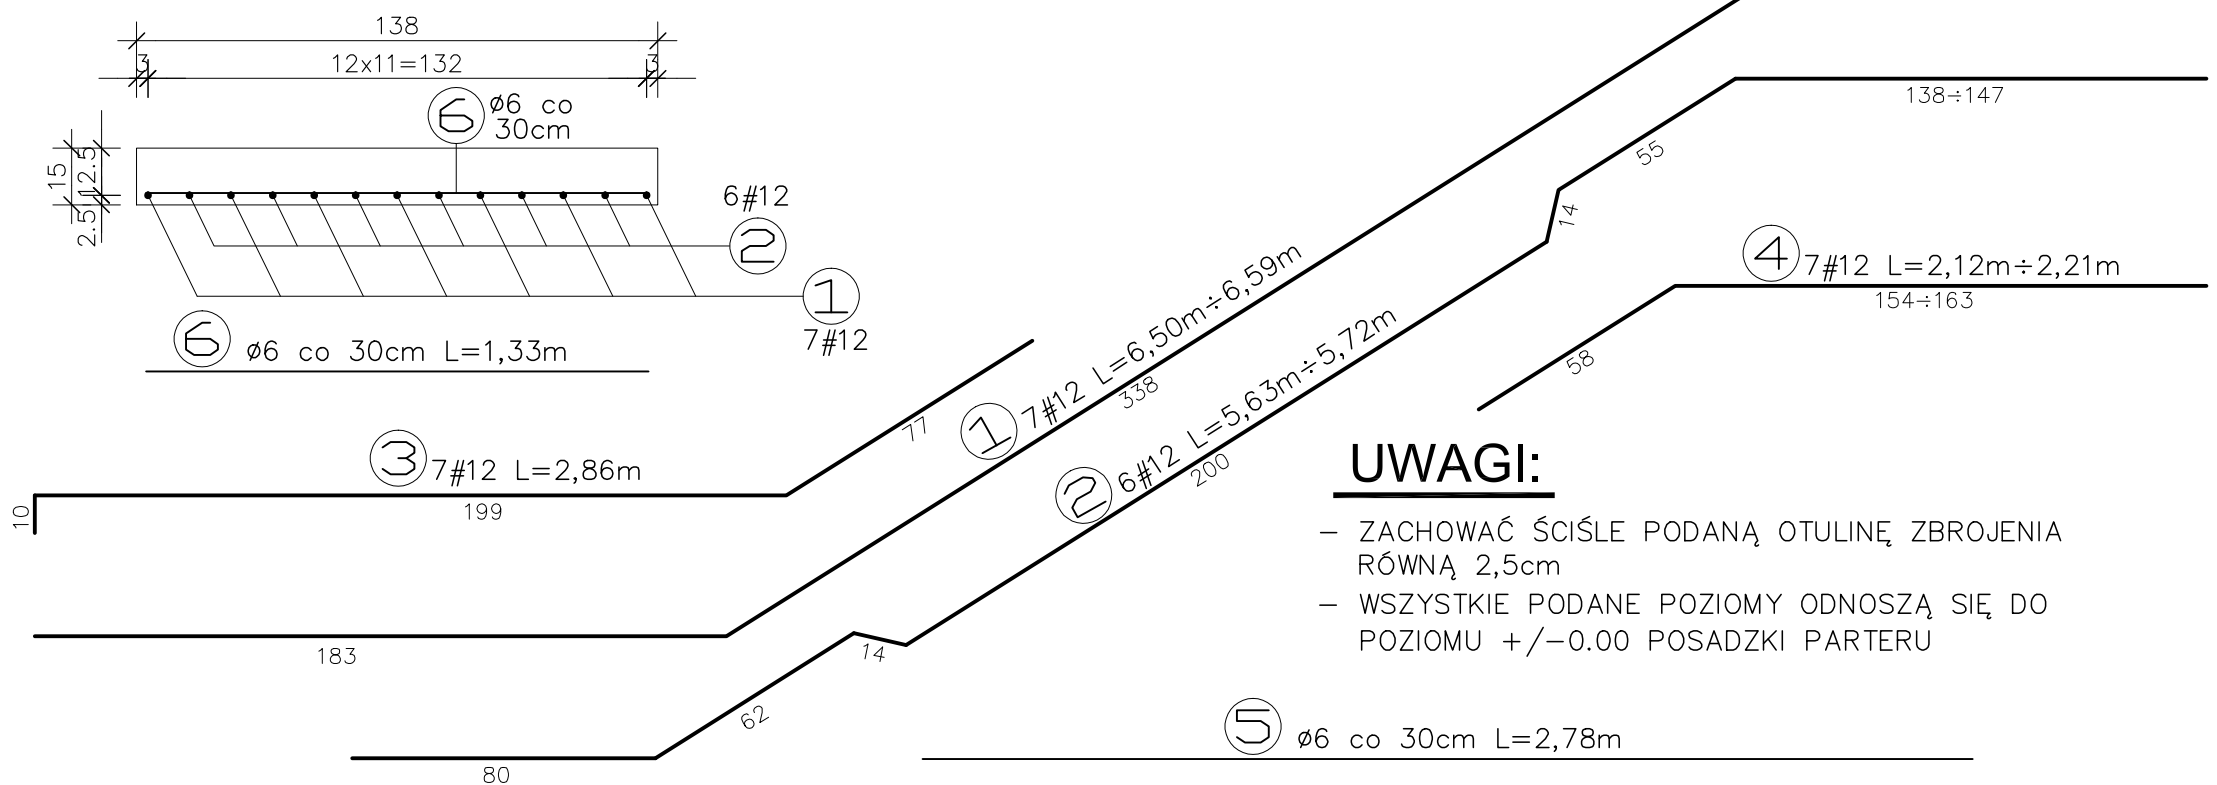 138
3
12x11=132
3
6
ø6 co
30cm
15
12.5
1
2.5
6#12
2
1
7#12
6
ø6 co 30cm L=1,33m
138÷147
55
14
4
7#12 L=2,12m÷2,21m
154÷163
58
1
7#12 L=6,50m÷6,59m
338
2
6#12 L=5,63m÷5,72m
200
77
3
7#12 L=2,86m
10
199
183
14
62
80
UWAGI:
– ZACHOWAĆ ŚCIŚLE PODANĄ OTULINĘ ZBROJENIA
RÓWNĄ 2,5cm
– WSZYSTKIE PODANE POZIOMY ODNOSZĄ SIĘ DO
POZIOMU +/-0.00 POSADZKI PARTERU
5
ø6 co 30cm L=2,78m